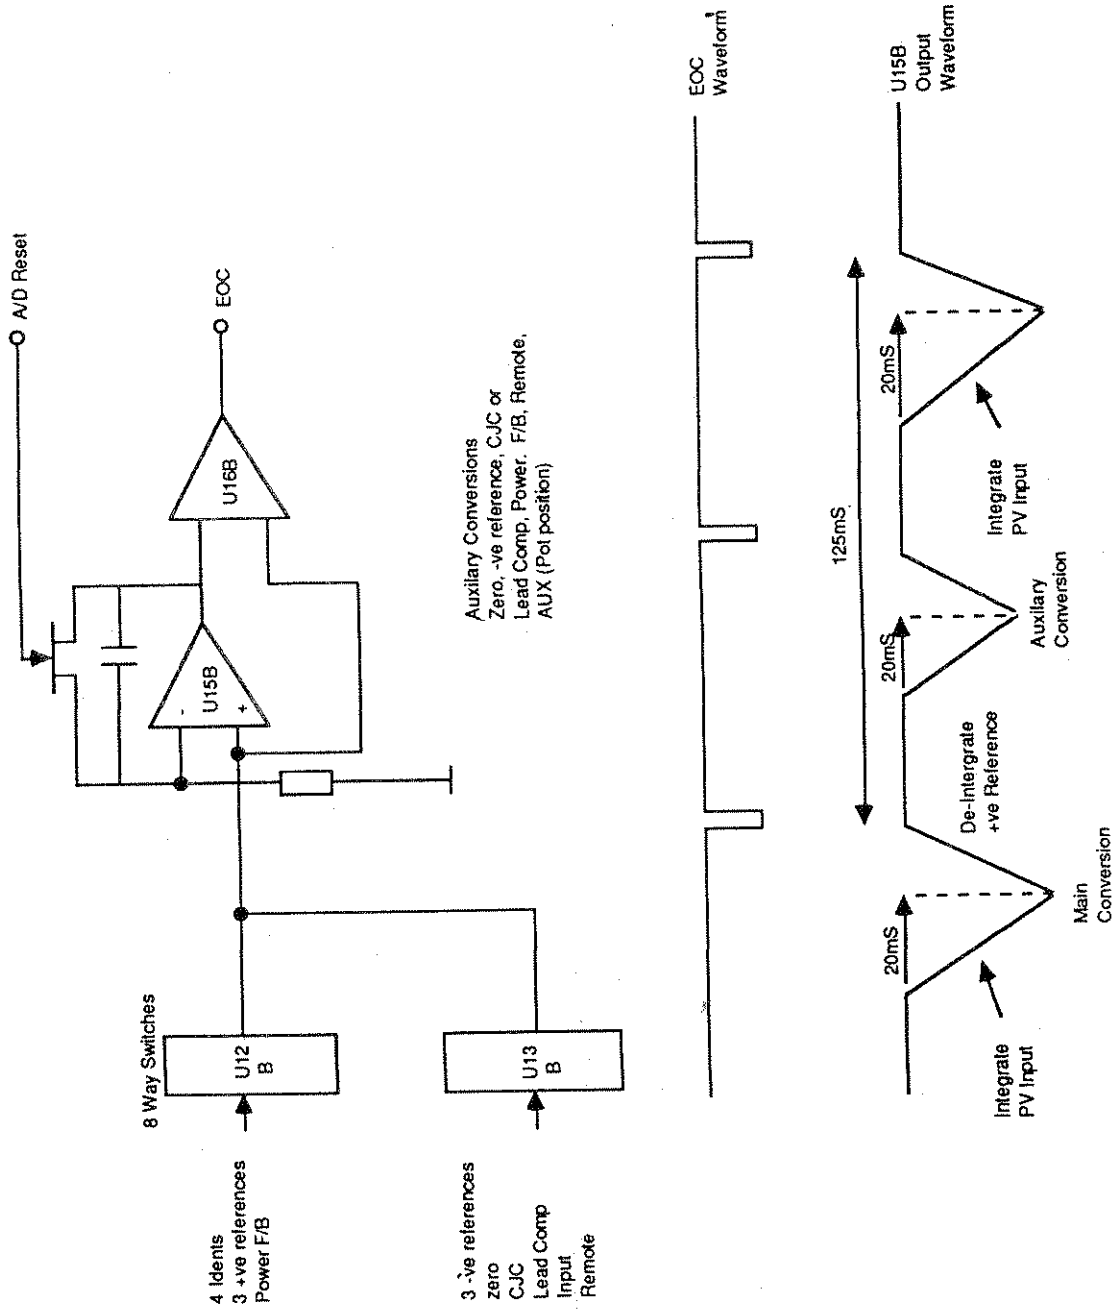 A/D Reset
EOC
U16B
U15B
-
+
8 Way Switches
U12
B
U13
B
4 Idents
3 +ve references
Power F/B
3 -ve references
zero
CJC
Lead Comp
Input
Remote
Auxilary Conversions
Zero, -ve reference, CJC or
Lead Comp, Power. F/B, Remote,
AUX (Pot position)
EOC
Waveform
125mS
U15B
Output
Waveform
20mS
20mS
20mS
Integrate
PV Input
Main
Conversion
De-Intergrate
+ve Reference
Auxilary
Conversion
Integrate
PV Input